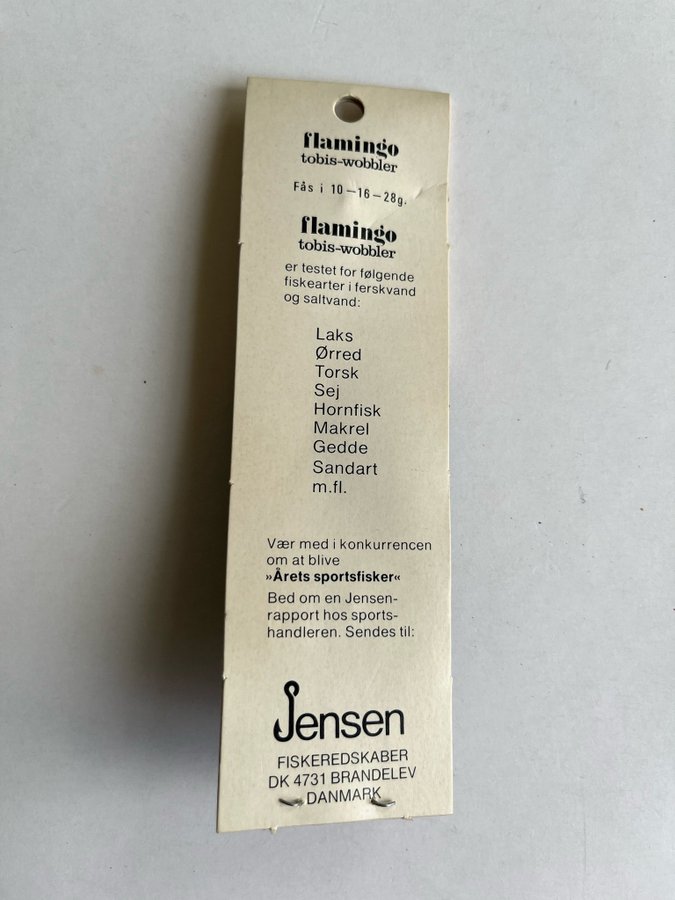 flamingo
tobis-wobbler
Fås i 10–16–28g.
flamingo
tobis-wobbler
er testet for følgende
fiskearter i ferskvand
og saltvand:
Laks
Ørred
Torsk
Sej
Hornfisk
Makrel
Gedde
Sandart
m.fl.
Vær med i konkurrencen
om at blive
»Årets sportsfisker«
Bed om en Jensen-
rapport hos sports-
handleren. Sendes til:
Jensen
FISKEREDSKABER
DK 4731 BRANDELEV
DANMARK